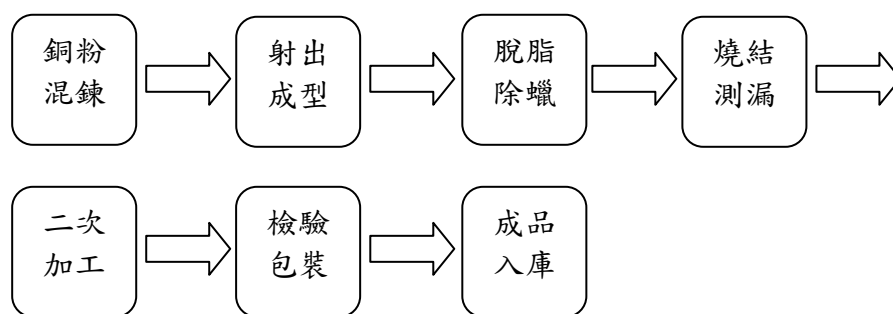 銅粉
混鍊
射出
成型
脫脂
除蠟
燒結
測漏
二次
加工
檢驗
包裝
成品
入庫